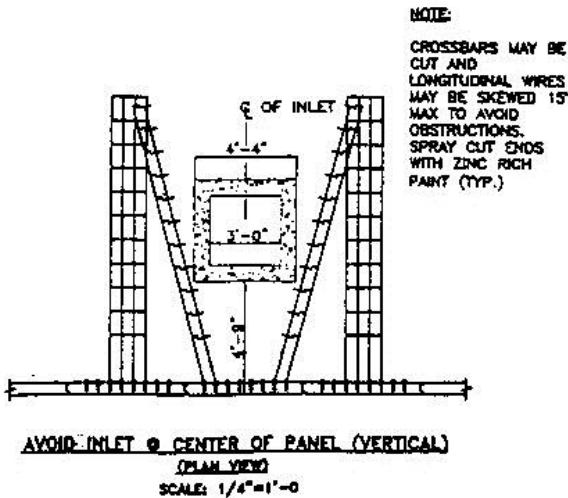 NOTE:
CROSSBARS MAY BE
CUT AND
LONGITUDINAL WIRES
MAY BE SKEWED 15°
MAX TO AVOID
OBSTRUCTIONS.
SPRAY CUT ENDS
WITH ZINC RICH
PAINT (TYP.)
℄ OF INLET
4'-4"
3'-0"
AVOID INLET @ CENTER OF PANEL (VERTICAL)
(PLAN VIEW)
SCALE: 1/4"=1'-0